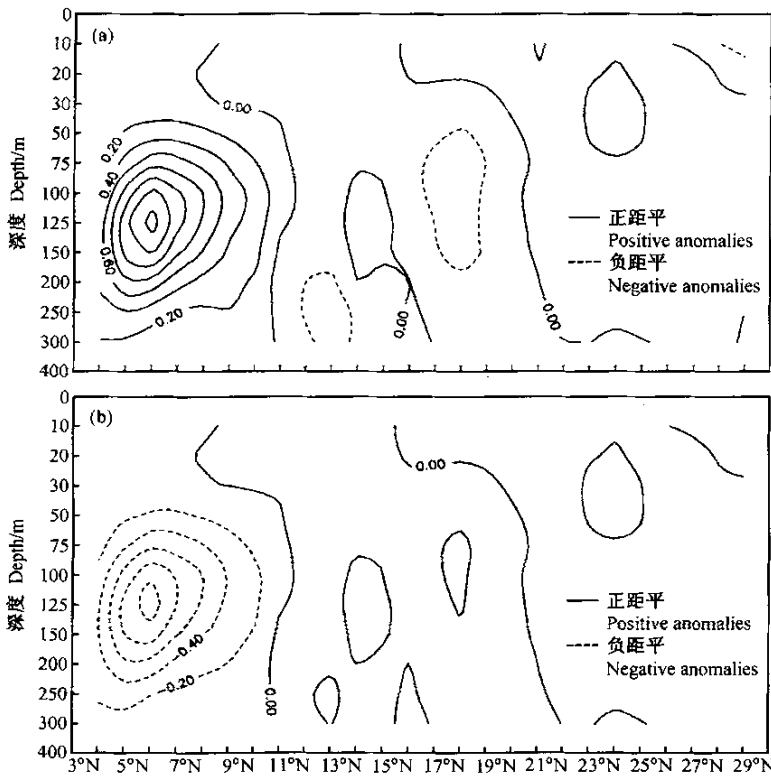 0
(a)
10
20
0.00
0.00
30
50
0.20
75
0.40
100
125
150
0.60
200
250
0.20
0.00
0.00
300
400
深度 Depth/m
正距平
Positive anomalies
负距平
Negative anomalies
0
(b)
10
20
0.00
30
50
75
100
125
150
-0.40
200
-0.20
250
0.00
300
400
深度 Depth/m
正距平
Positive anomalies
负距平
Negative anomalies
3°N 5°N 7°N 9°N 11°N 13°N 15°N 17°N 19°N 21°N 23°N 25°N 27°N 29°N